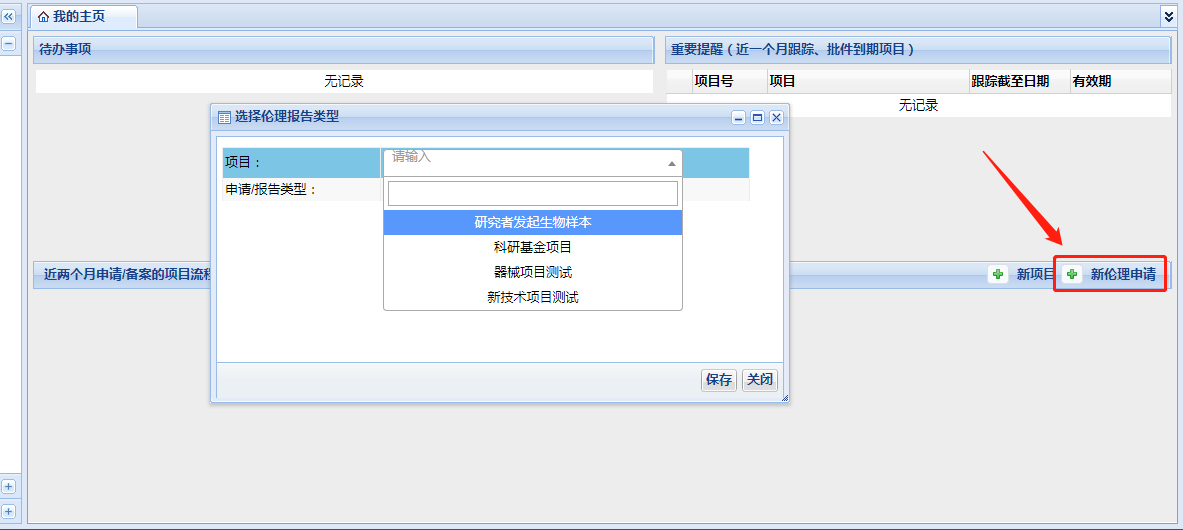 我的主页
待办事项
无记录
重要提醒（近一个月跟踪、批件到期项目）
项目号 项目 跟踪截至日期 有效期
无记录
选择伦理报告类型
项目： 请输入
申请/报告类型：
研究者发起生物样本
科研基金项目
器械项目测试
新技术项目测试
保存 关闭
近两个月申请/备案的项目流程
新项目 新伦理申请